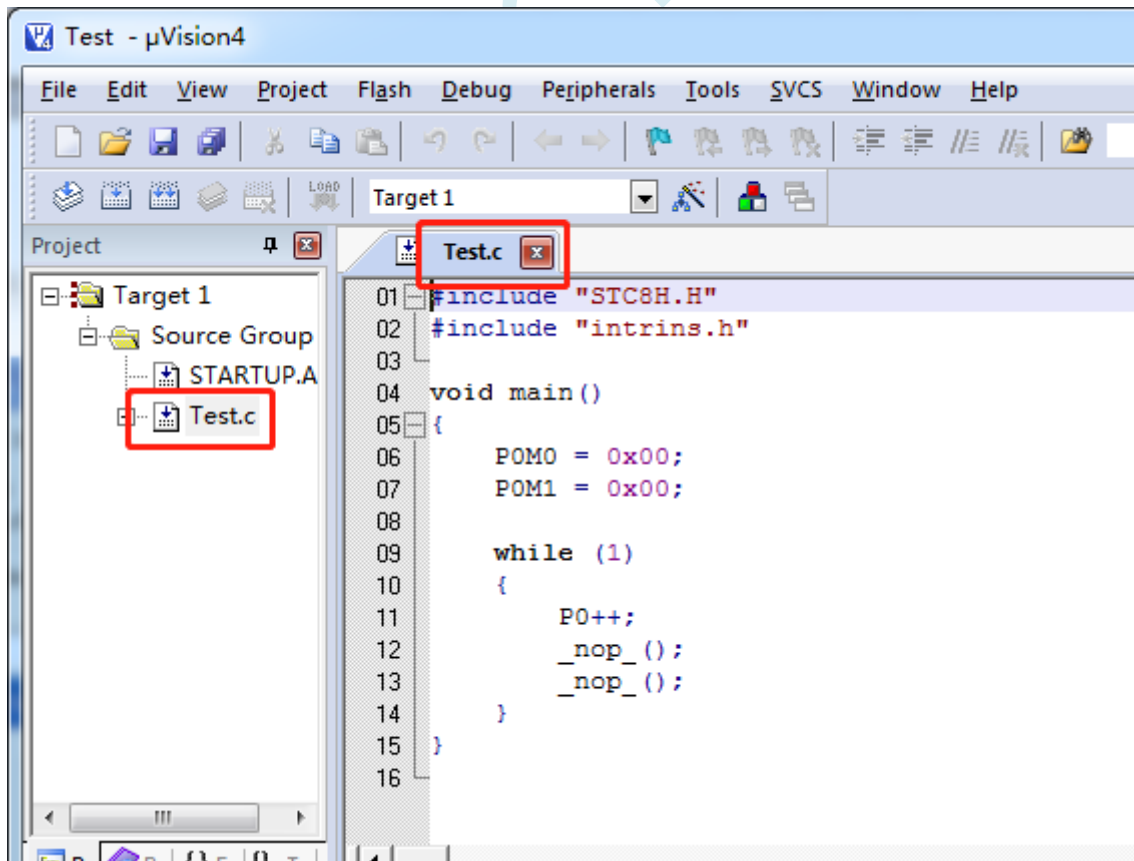 Test - µVision4
File Edit View Project Flash Debug Peripherals Tools SVCS Window Help
LOAD
Target 1
Project
Test.c
Target 1
Source Group
STARTUP.A
Test.c
01 #include "STC8H.H"
02 #include "intrins.h"
03
04 void main()
05 {
06 P0M0 = 0x00;
07 P0M1 = 0x00;
08
09 while (1)
10 {
11 P0++;
12 _nop_();
13 _nop_();
14 }
15 }
16